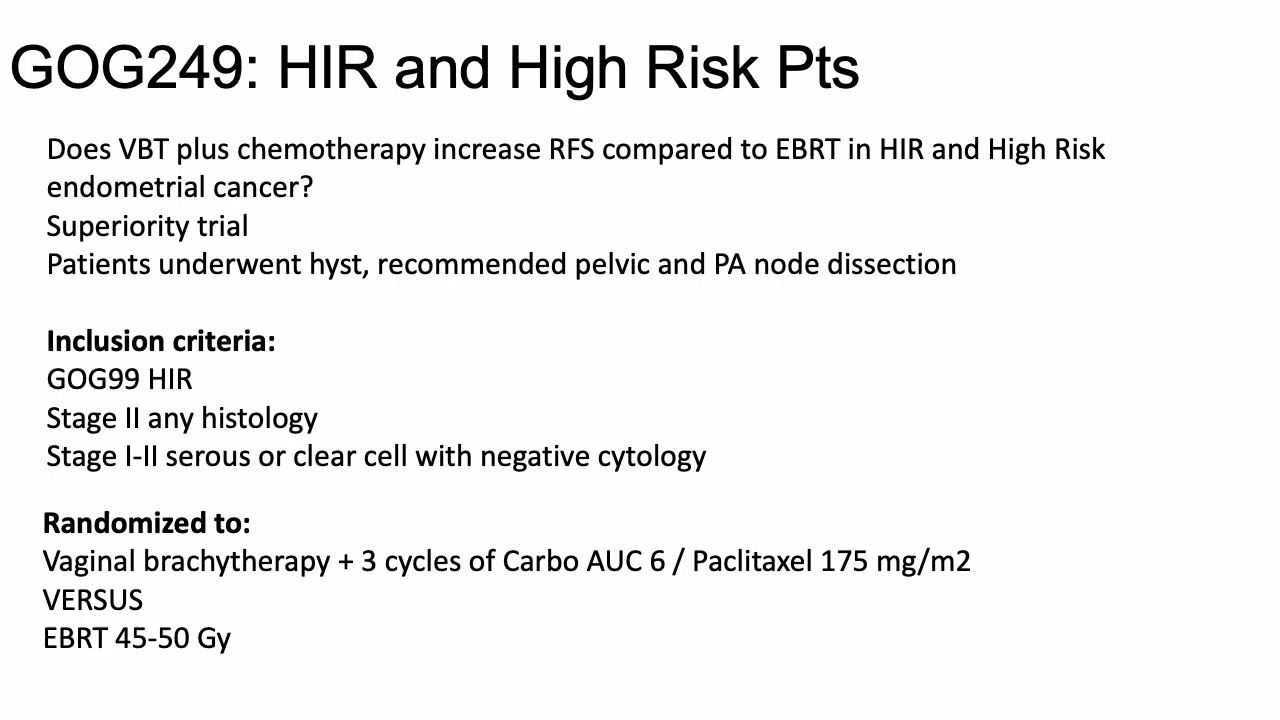 GOG249: HIR and High Risk Pts
Does VBT plus chemotherapy increase RFS compared to EBRT in HIR and High Risk
endometrial cancer?
Superiority trial
Patients underwent hyst, recommended pelvic and PA node dissection
Inclusion criteria:
GOG99 HIR
Stage II any histology
Stage I-II serous or clear cell with negative cytology
Randomized to:
Vaginal brachytherapy + 3 cycles of Carbo AUC 6 / Paclitaxel 175 mg/m2
VERSUS
EBRT 45-50 Gy